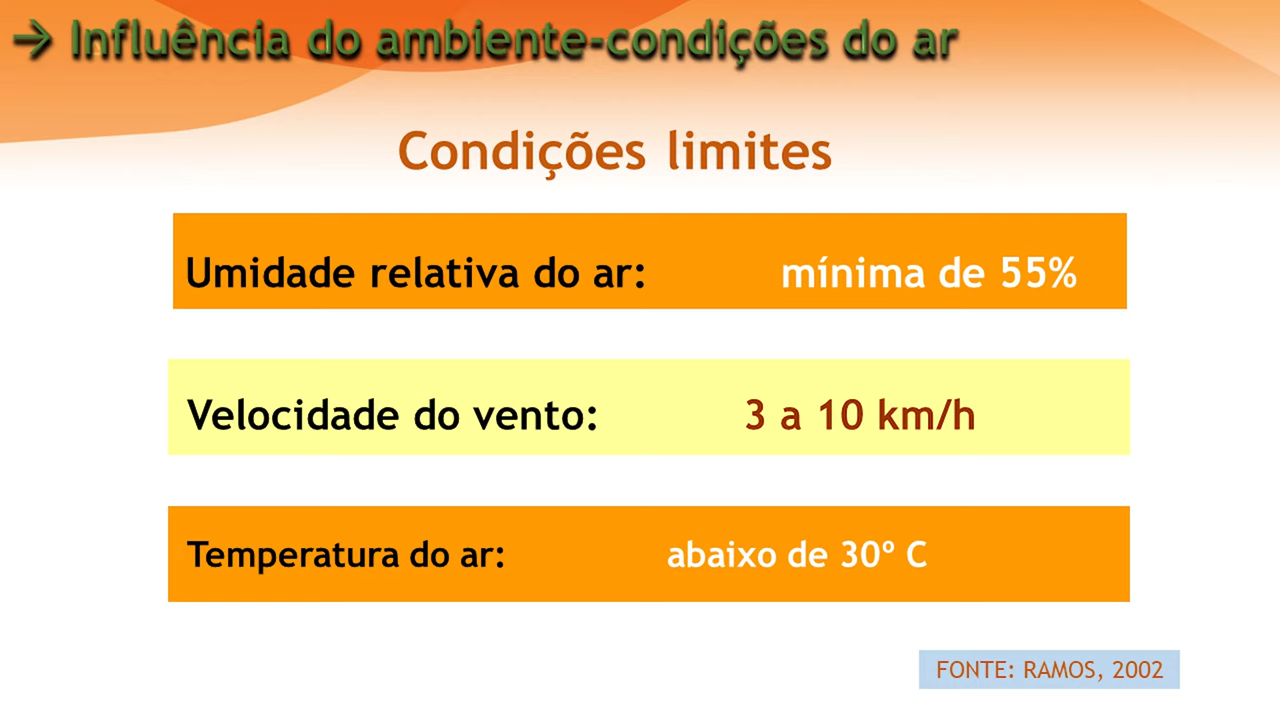 → Influência do ambiente-condições do ar
Condições limites
Umidade relativa do ar: mínima de 55%
Velocidade do vento: 3 a 10 km/h
Temperatura do ar: abaixo de 30º C
FONTE: RAMOS, 2002